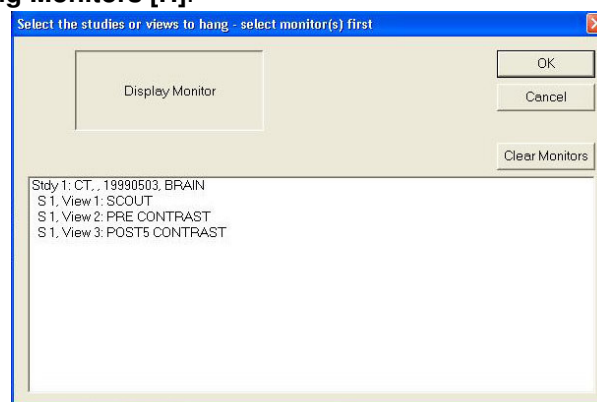 g Monitors [H].
Select the studies or views to hang - select monitor(s) first
Display Monitor
OK
Cancel
Clear Monitors
Stdy 1: CT, , 19990503, BRAIN
S 1, View 1: SCOUT
S 1, View 2: PRE CONTRAST
S 1, View 3: POST5 CONTRAST